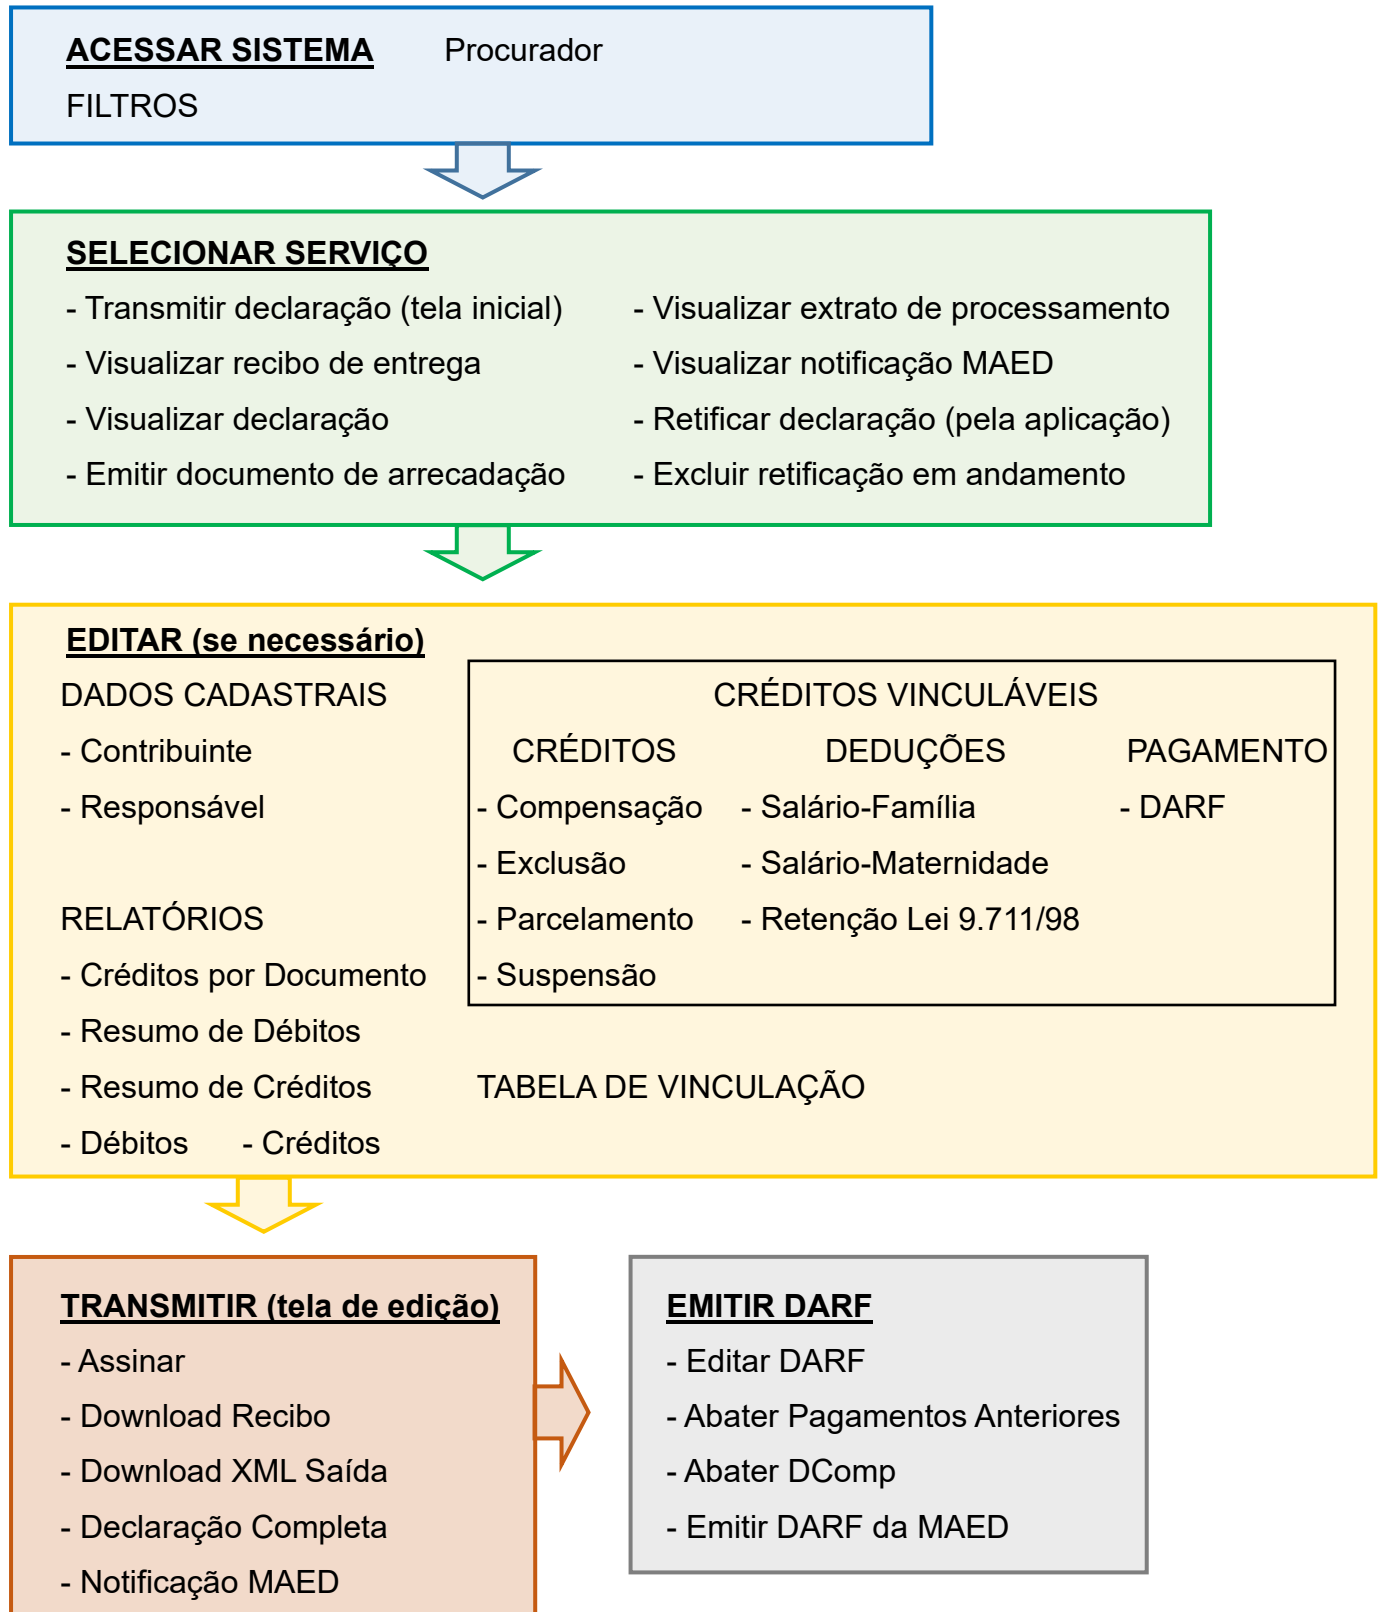 ACESSAR SISTEMA Procurador
FILTROS
SELECIONAR SERVIÇO
- Transmitir declaração (tela inicial) - Visualizar extrato de processamento
- Visualizar recibo de entrega - Visualizar notificação MAED
- Visualizar declaração - Retificar declaração (pela aplicação)
- Emitir documento de arrecadação - Excluir retificação em andamento
EDITAR (se necessário)
DADOS CADASTRAIS CRÉDITOS VINCULÁVEIS
- Contribuinte CRÉDITOS DEDUÇÕES PAGAMENTO
- Responsável - Compensação - Salário-Família - DARF
- Exclusão - Salário-Maternidade
RELATÓRIOS - Parcelamento - Retenção Lei 9.711/98
- Créditos por Documento - Suspensão
- Resumo de Débitos
- Resumo de Créditos TABELA DE VINCULAÇÃO
- Débitos - Créditos
TRANSMITIR (tela de edição) EMITIR DARF
- Assinar - Editar DARF
- Download Recibo - Abater Pagamentos Anteriores
- Download XML Saída - Abater DComp
- Declaração Completa - Emitir DARF da MAED
- Notificação MAED